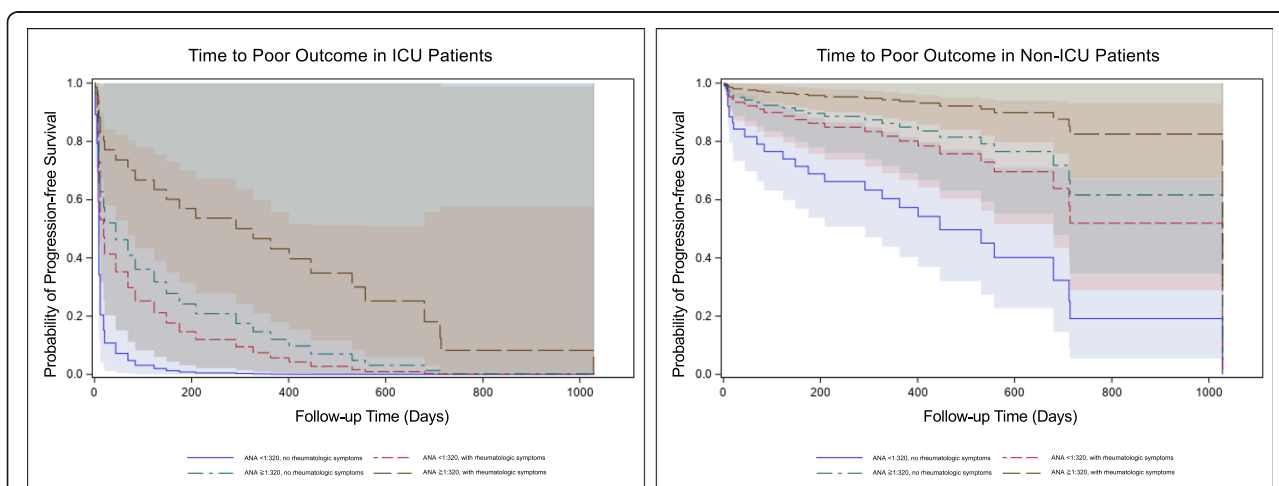 Time to Poor Outcome in ICU Patients
Probability of Progression-free Survival
1.0
0.8
0.6
0.4
0.2
0.0
0 200 400 600 800 1000
Follow-up Time (Days)
ANA <1:320, no rheumatologic symptoms ANA <1:320, with rheumatologic symptoms
ANA ≧1:320, no rheumatologic symptoms ANA ≧1:320, with rheumatologic symptoms
Time to Poor Outcome in Non-ICU Patients
Probability of Progression-free Survival
1.0
0.8
0.6
0.4
0.2
0.0
0 200 400 600 800 1000
Follow-up Time (Days)
ANA <1:320, no rheumatologic symptoms ANA <1:320, with rheumatologic symptoms
ANA ≧1:320, no rheumatologic symptoms ANA ≧1:320, with rheumatologic symptoms